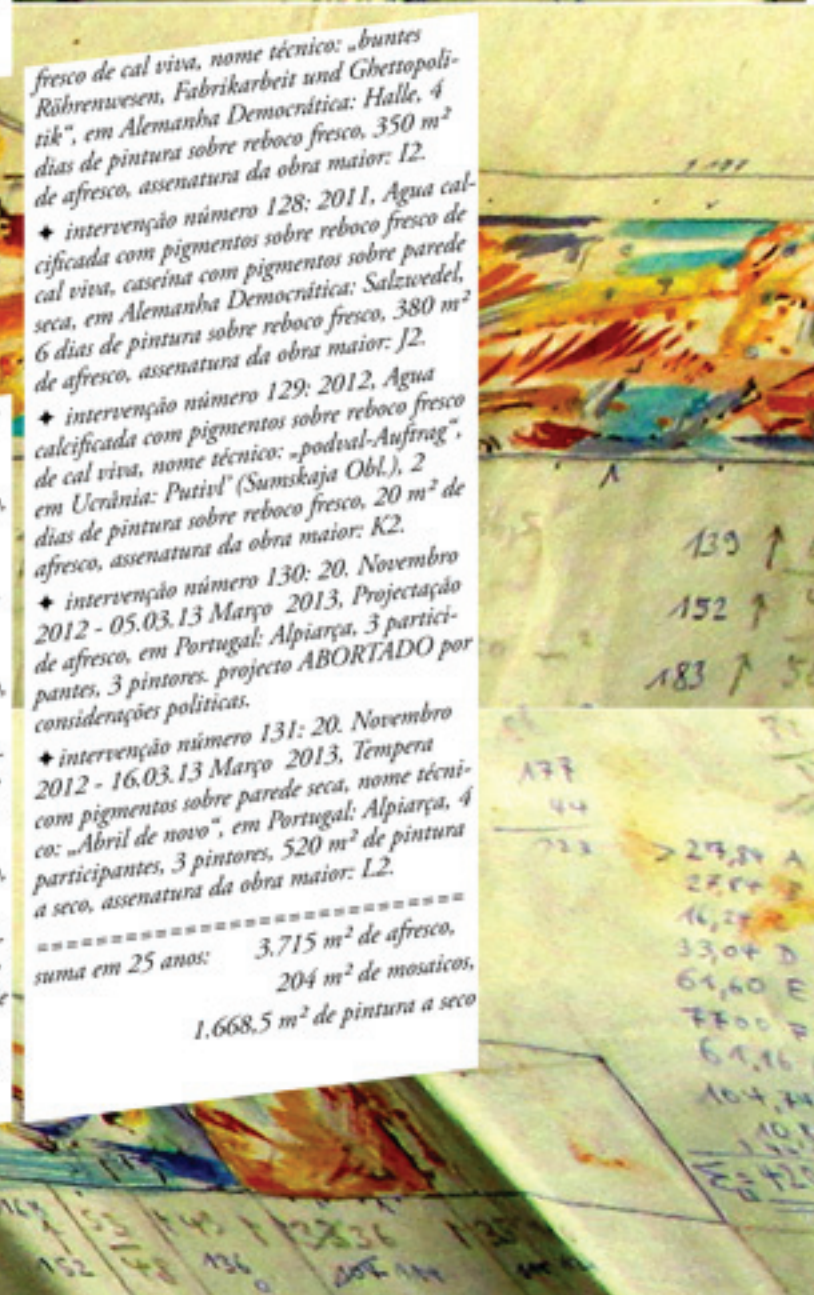 fresco de cal viva, nome técnico: „buntes
Röhrenwesen, Fabrikarbeit und Ghettopoli-
tik“, em Alemanha Democrática: Halle, 4
dias de pintura sobre reboco fresco, 350 m²
de afresco, assenatura da obra maior: I2.
✦ intervenção número 128: 2011, Agua cal-
cificada com pigmentos sobre reboco fresco de
cal viva, caseína com pigmentos sobre parede
seca, em Alemanha Democrática: Salzwedel,
6 dias de pintura sobre reboco fresco, 380 m²
de afresco, assenatura da obra maior: J2.
✦ intervenção número 129: 2012, Agua
calcificada com pigmentos sobre reboco fresco
de cal viva, nome técnico: „podval-Auftrag“,
em Ucrânia: Putivl' (Sumskaja Obl.), 2
dias de pintura sobre reboco fresco, 20 m² de
afresco, assenatura da obra maior: K2.
✦ intervenção número 130: 20. Novembro
2012 - 05.03.13 Março 2013, Projectação
de afresco, em Portugal: Alpiarça, 3 partici-
pantes, 3 pintores. projecto ABORTADO por
considerações politicas.
✦ intervenção número 131: 20. Novembro
2012 - 16.03.13 Março 2013, Tempera
com pigmentos sobre parede seca, nome técni-
co: „Abril de novo“, em Portugal: Alpiarça, 4
participantes, 3 pintores, 520 m² de pintura
a seco, assenatura da obra maior: L2.
==============================
suma em 25 anos: 3.715 m² de afresco,
204 m² de mosaicos,
1.668,5 m² de pintura a seco
139 ↑
152 ↑
183 ↑
177
44
27,84 A
33,04 D
61,60 E
61,16
152
136